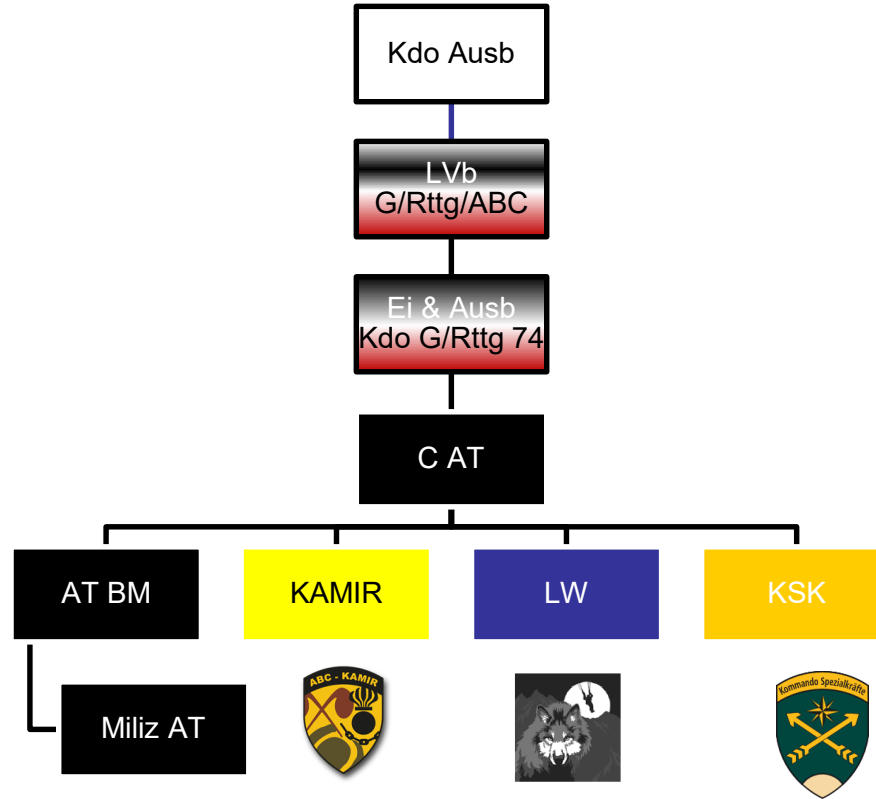 Kdo Ausb
LVb
G/Rttg/ABC
Ei & Ausb
Kdo G/Rttg 74
C AT
AT BM
KAMIR
LW
KSK
Miliz AT
ABC - KAMIR
Kommando Spezialkräfte